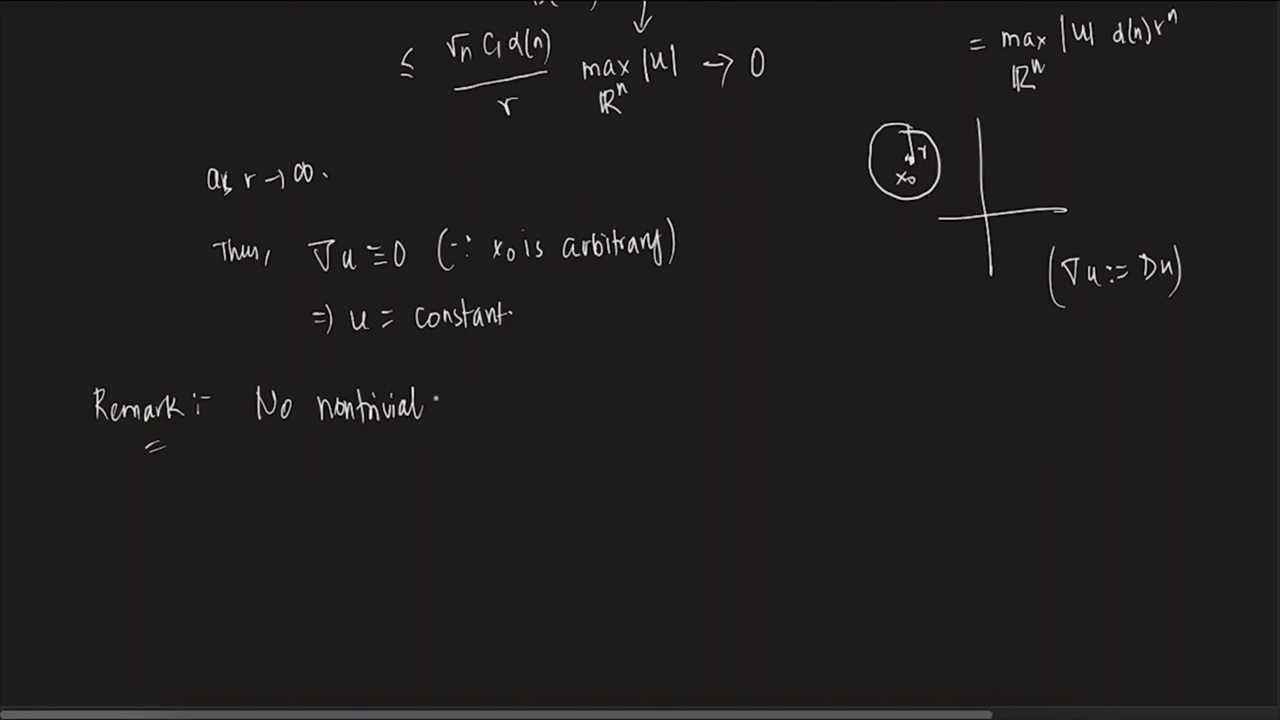 ≤ √n C₁ α(n) / r max |u| → 0
ℝⁿ
= max |u| α(n) rⁿ
ℝⁿ
as r → ∞.
r
x₀
Thus, ∇u ≡ 0 (∵ x₀ is arbitrary)
(∇u := Du)
⇒ u = constant.
Remark :- No nontrivial